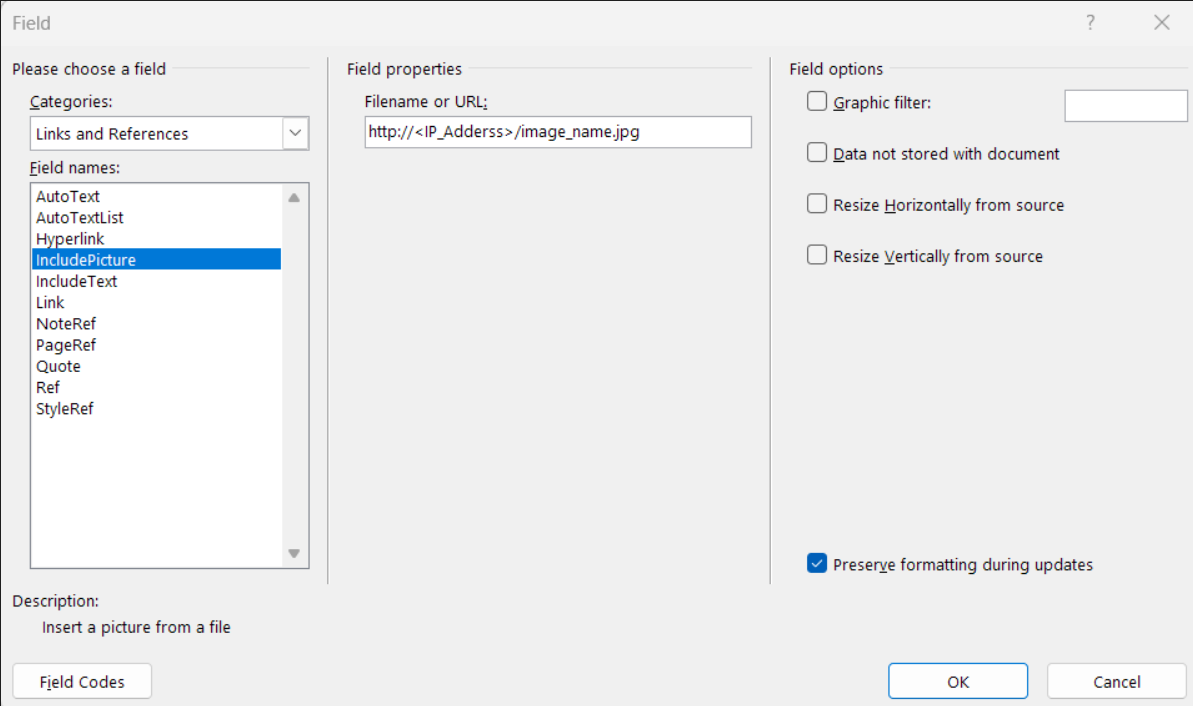 Field
?
Please choose a field
Categories:
Links and References
Field names:
AutoText
AutoTextList
Hyperlink
IncludePicture
IncludeText
Link
NoteRef
PageRef
Quote
Ref
StyleRef
Field properties
Filename or URL:
http://<IP_Adderss>/image_name.jpg
Field options
Graphic filter:
Data not stored with document
Resize Horizontally from source
Resize Vertically from source
Preserve formatting during updates
Description:
Insert a picture from a file
Field Codes
OK
Cancel